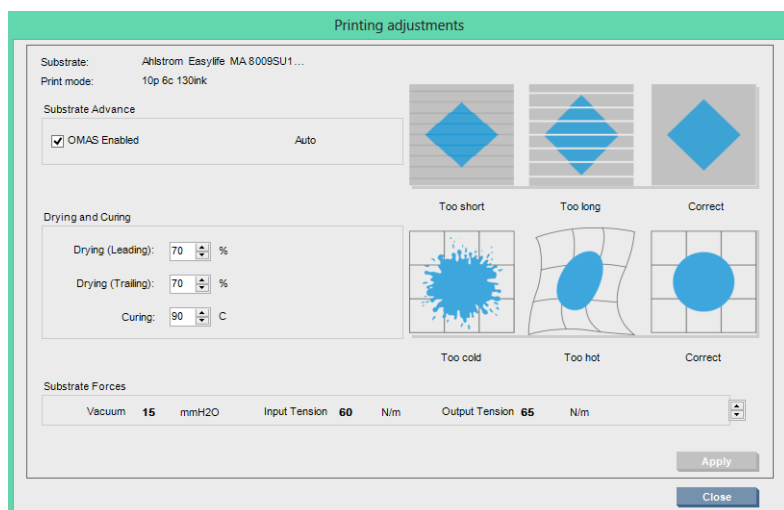 Printing adjustments
Substrate: Ahlstrom Easylife MA 8009SU1...
Print mode: 10p 6c 130ink
Substrate Advance
OMAS Enabled Auto
Too short Too long Correct
Drying and Curing
Drying (Leading): 70 %
Drying (Trailing): 70 %
Curing: 90 C
Too cold Too hot Correct
Substrate Forces
Vacuum 15 mmH2O Input Tension 60 N/m Output Tension 65 N/m
Apply
Close